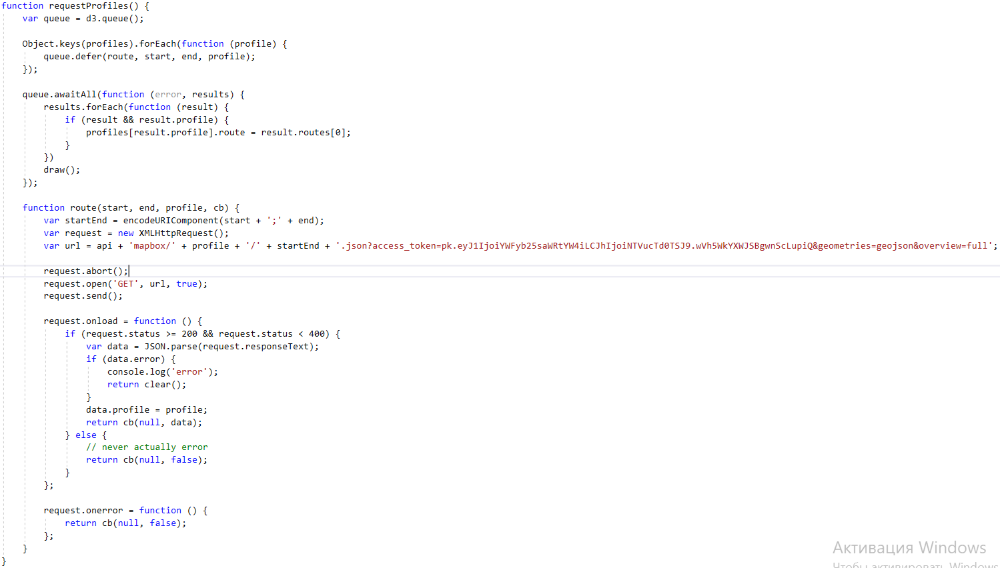 function requestProfiles() {
    var queue = d3.queue();
    Object.keys(profiles).forEach(function (profile) {
        queue.defer(route, start, end, profile);
    });
    queue.awaitAll(function (error, results) {
        results.forEach(function (result) {
            if (result && result.profile) {
                profiles[result.profile].route = result.routes[0];
            }
        })
        draw();
    });
    function route(start, end, profile, cb) {
        var startEnd = encodeURIComponent(start + ';' + end);
        var request = new XMLHttpRequest();
        var url = api + 'mapbox/' + profile + '/' + startEnd + '.json?access_token=pk.eyJ1IjoiYWFyb25saWRtYW4iLCJhIjoiNTVucTd0TSJ9.wVh5WkYXWJSBgwnScLupiQ&geometries=geojson&overview=full';
        request.abort();
        request.open('GET', url, true);
        request.send();
        request.onload = function () {
            if (request.status >= 200 && request.status < 400) {
                var data = JSON.parse(request.responseText);
                if (data.error) {
                    console.log('error');
                    return clear();
                }
                data.profile = profile;
                return cb(null, data);
            } else {
                // never actually error
                return cb(null, false);
            }
        };
        request.onerror = function () {
            return cb(null, false);
        };
    }
}
Активация Windows
Чтобы активировать Windows